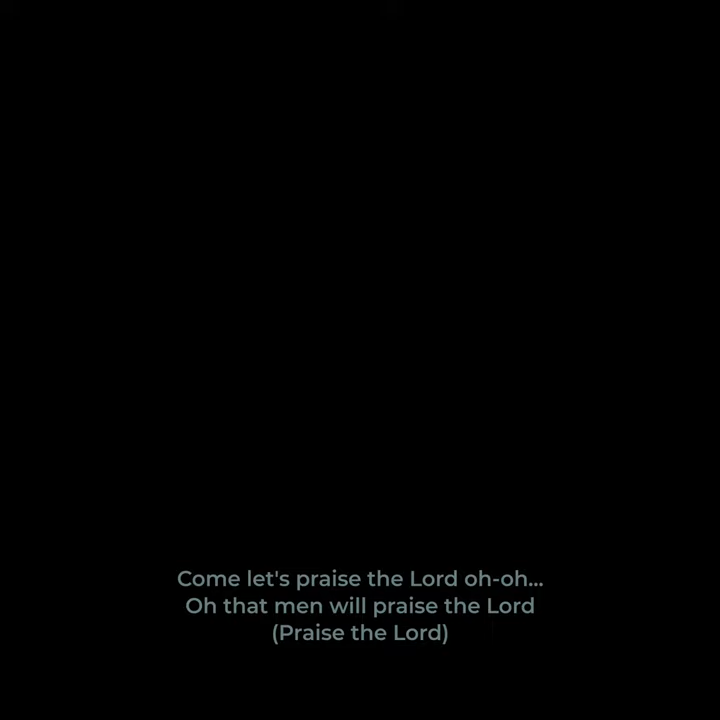 Come let's praise the Lord oh-oh...
Oh that men will praise the Lord
(Praise the Lord)